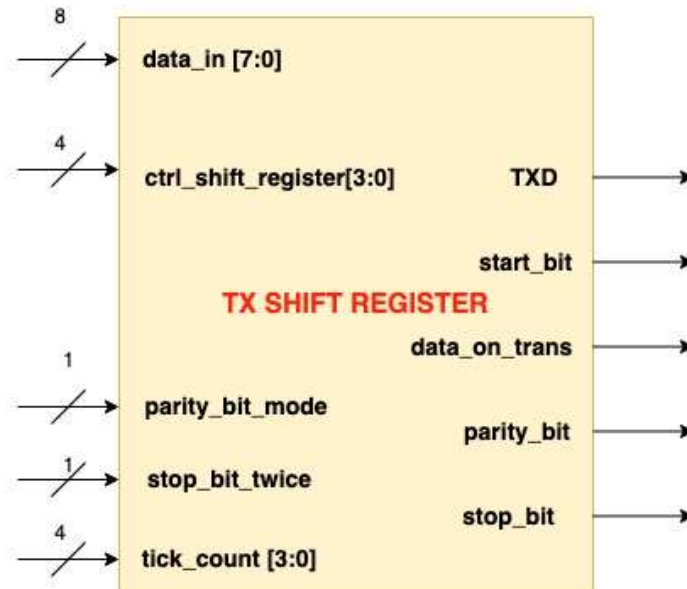 8
data_in [7:0]
4
ctrl_shift_register[3:0]
TXD
start_bit
TX SHIFT REGISTER
data_on_trans
1
parity_bit_mode
parity_bit
1
stop_bit_twice
stop_bit
4
tick_count [3:0]